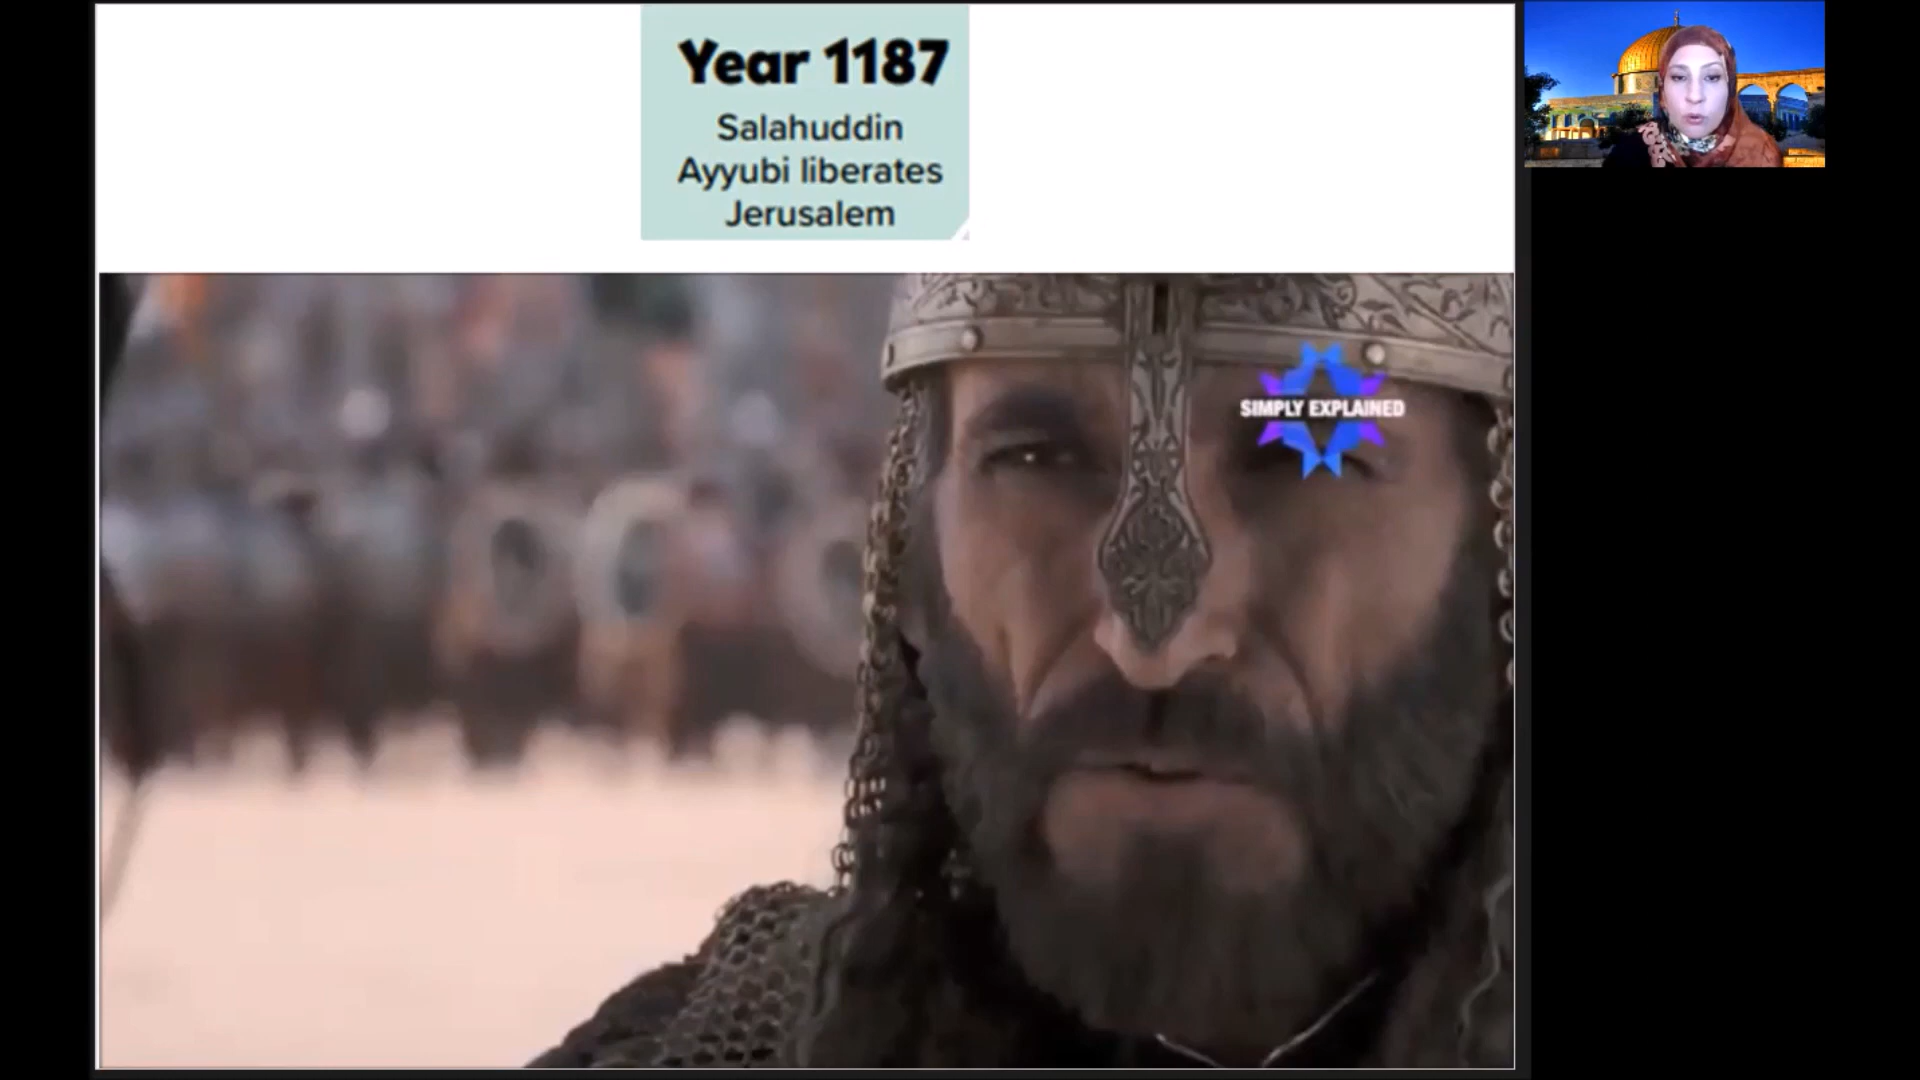 Year 1187
Salahuddin
Ayyubi liberates
Jerusalem
SIMPLY EXPLAINED